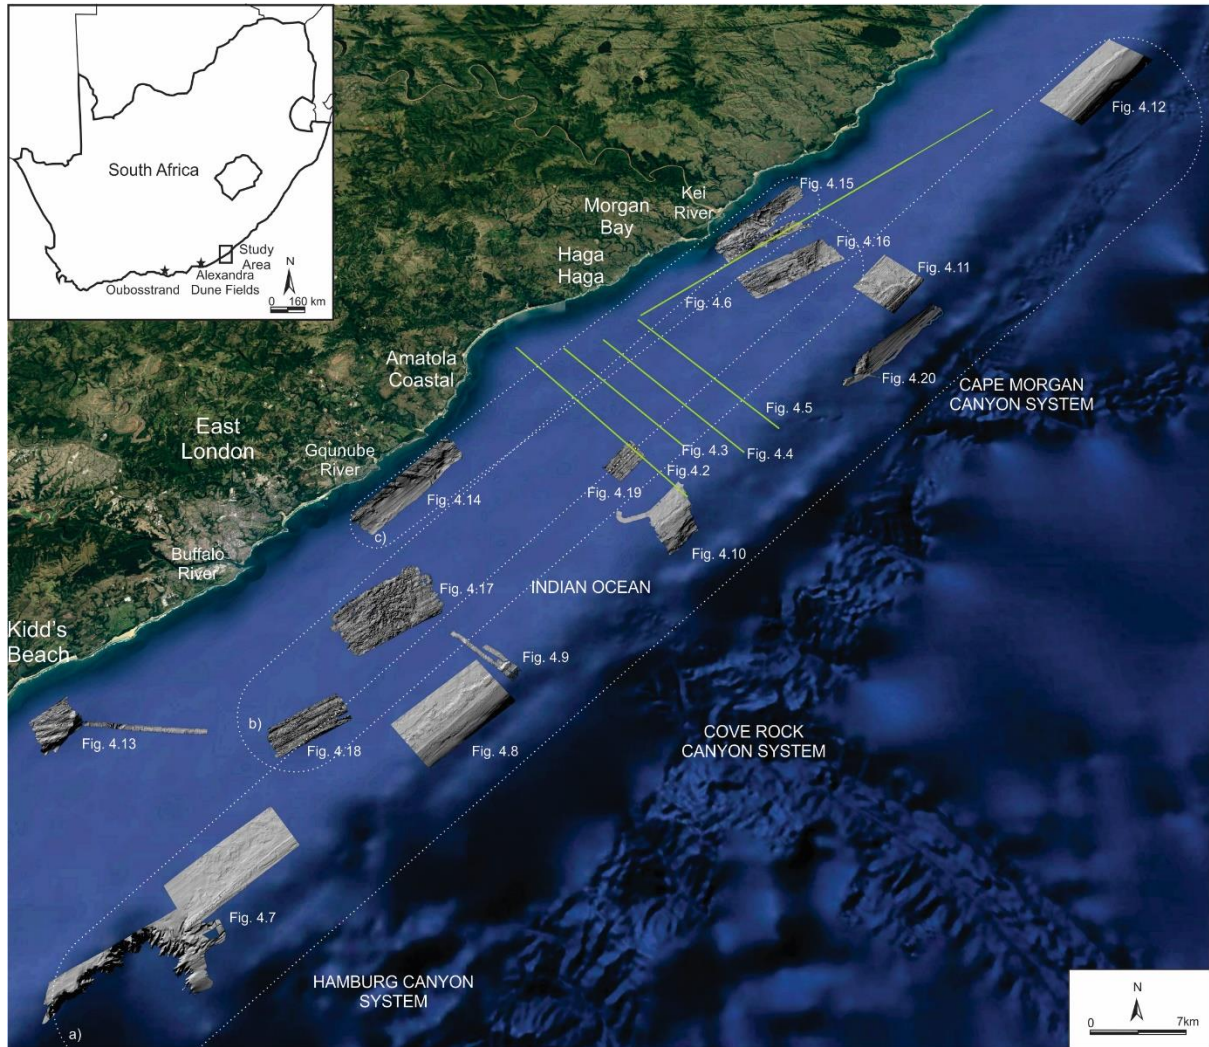 South Africa
Study
Area
Alexandra
Dune Fields
Oubosstrand
N
0 160 km
Fig. 4.12
Kei
River
Fig. 4.15
Morgan
Bay
Fig. 4.16
Haga
Haga
Fig. 4.11
Fig. 4.6
Amatola
Coastal
Fig. 4.20
CAPE MORGAN
CANYON SYSTEM
Fig. 4.5
East
London
Gqunube
River
Fig. 4.3
Fig. 4.4
Fig.4.2
Fig. 4.19
Fig. 4.14
c)
Fig. 4.10
Buffalo
River
Fig. 4.17
INDIAN OCEAN
Kidd's
Beach
Fig. 4.9
b)
Fig. 4.13
Fig. 4.18
Fig. 4.8
COVE ROCK
CANYON SYSTEM
Fig. 4.7
HAMBURG CANYON
SYSTEM
a)
N
0 7km